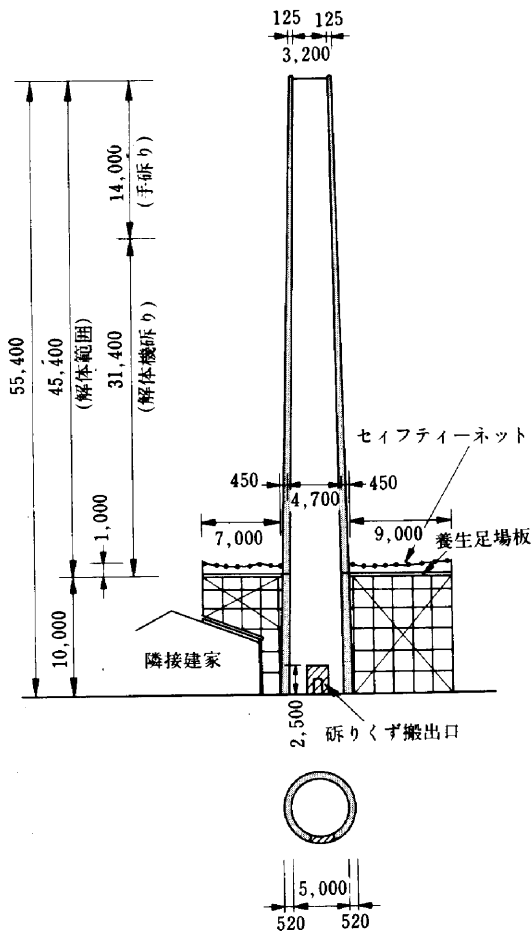 125 125
3,200
14,000
(手斫り)
31,400
(解体機斫り)
45,400
(解体範囲)
55,400
セィフティーネット
450 4,700 450
1,000
7,000
9,000
養生足場板
10,000
隣接建家
2,500
斫りくず搬出口
5,000
520 520